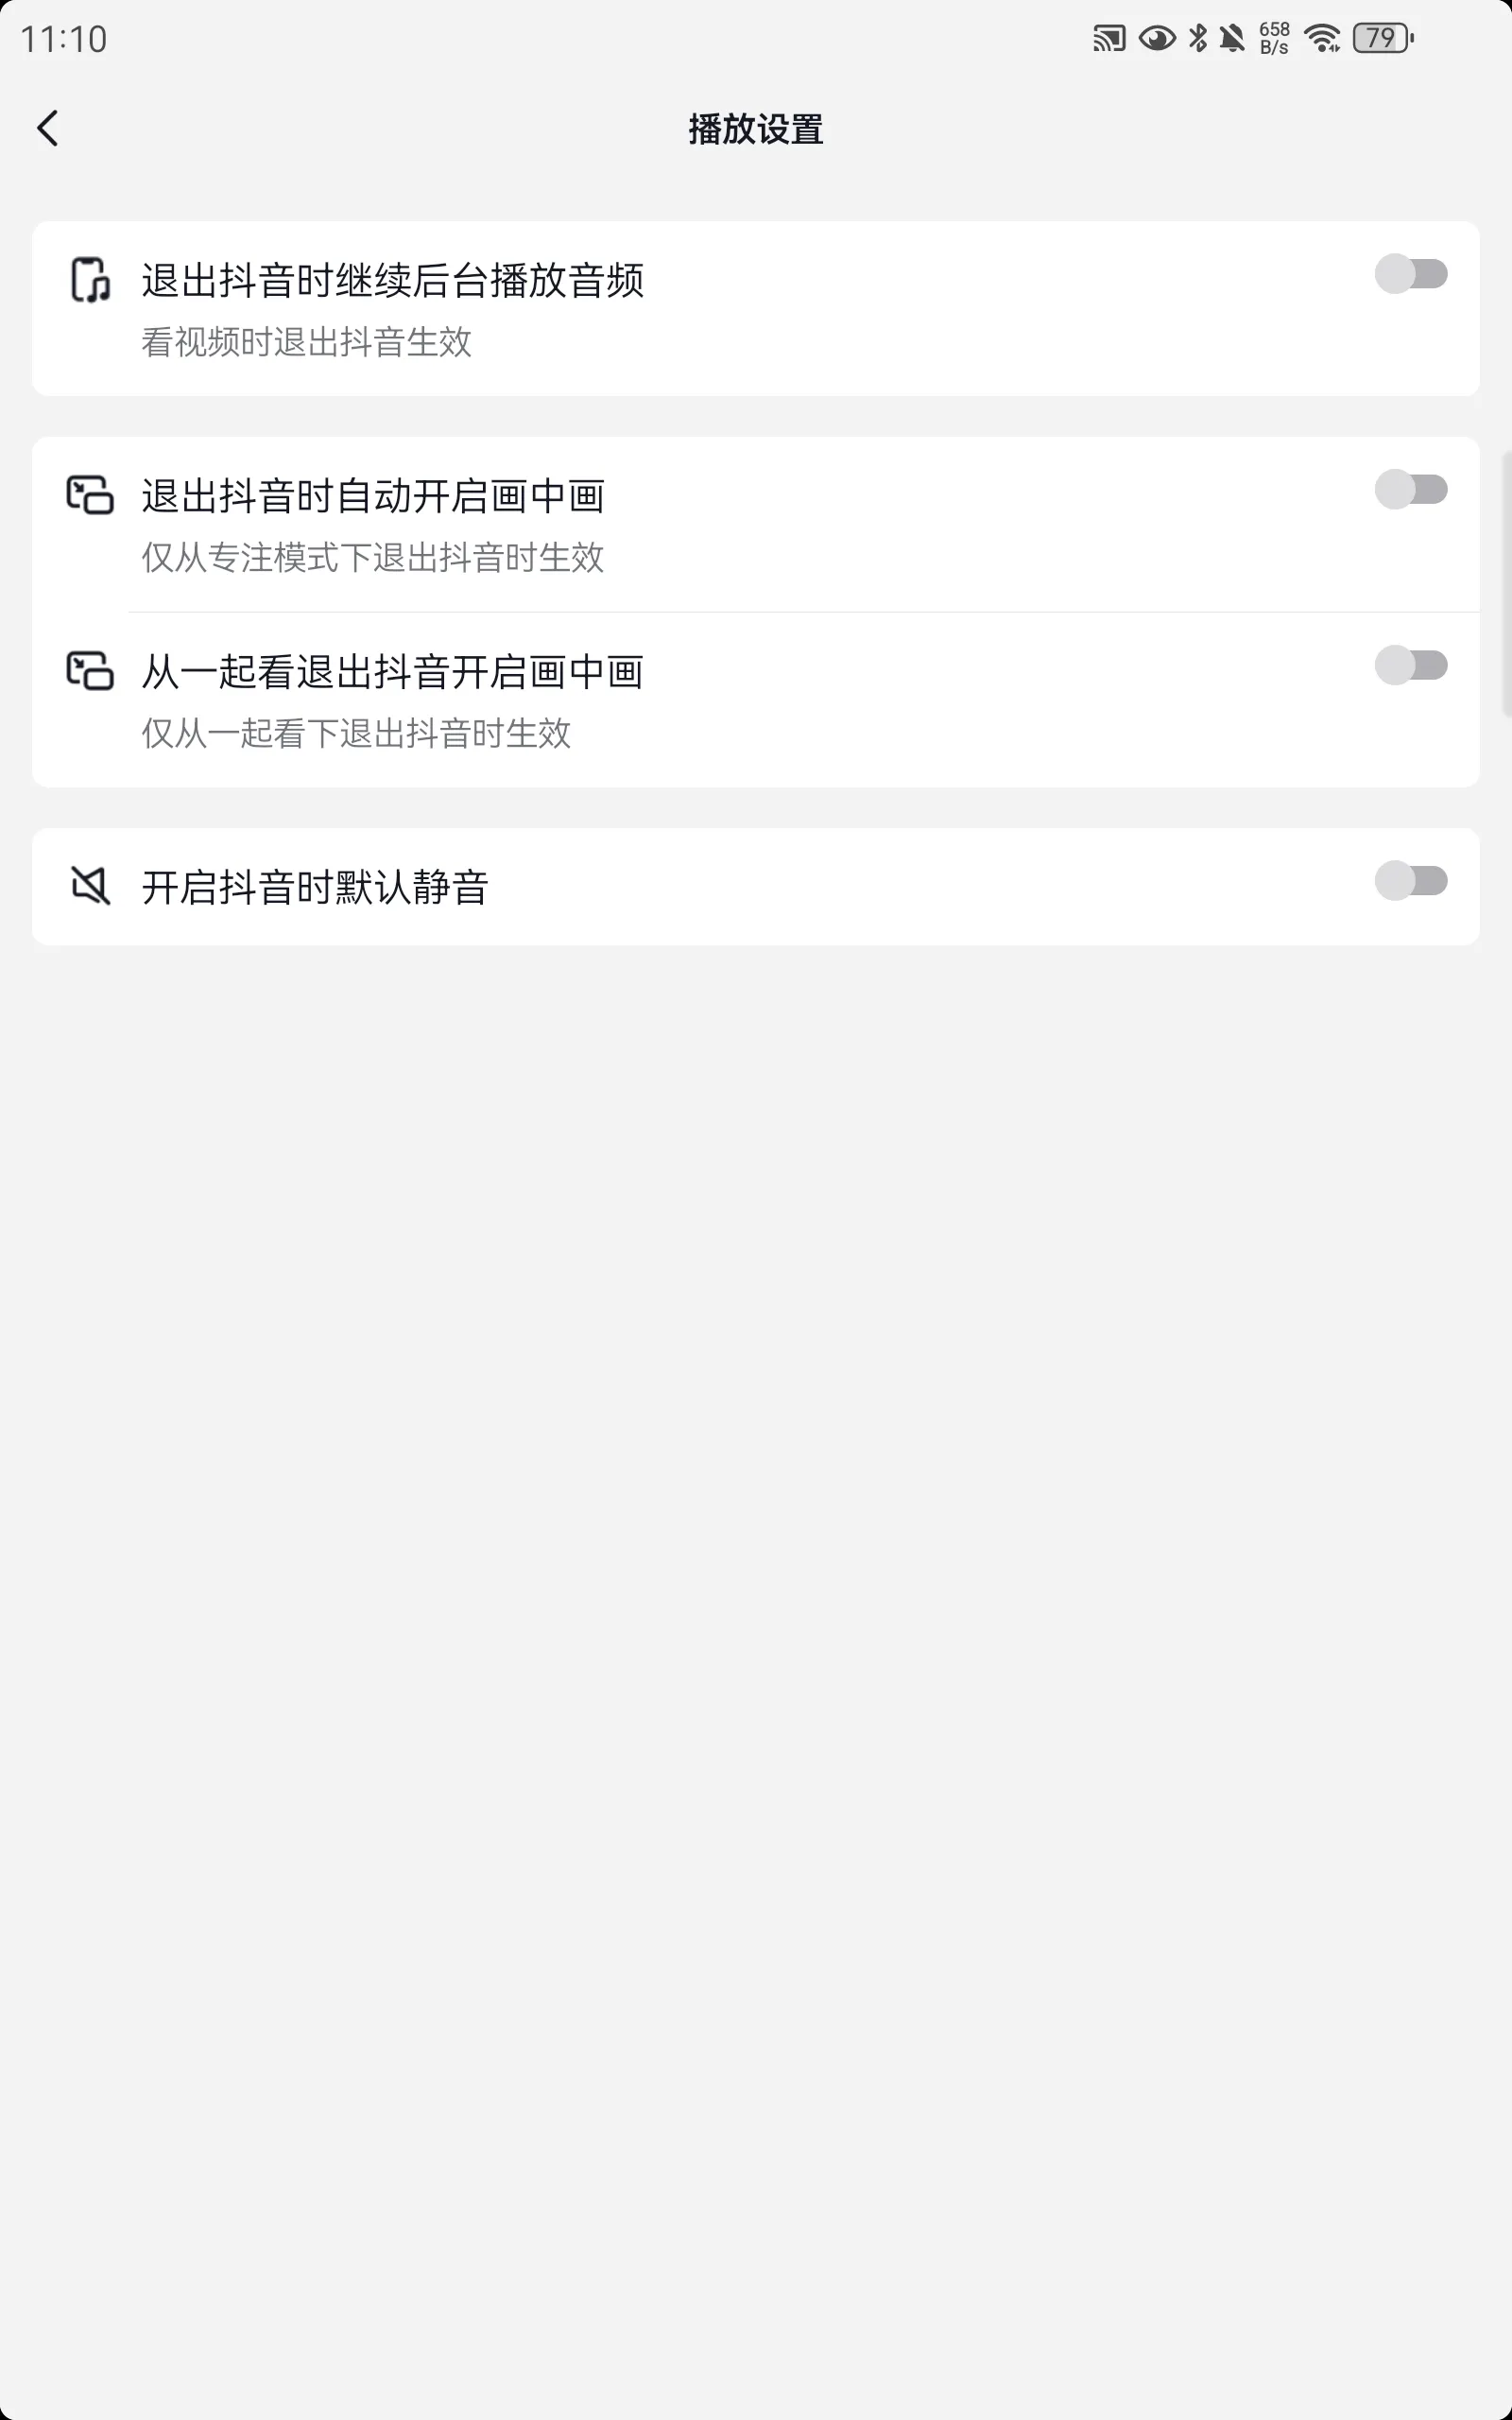 11:10
658
B/s
79
播放设置
退出抖音时继续后台播放音频
看视频时退出抖音生效
退出抖音时自动开启画中画
仅从专注模式下退出抖音时生效
从一起看退出抖音开启画中画
仅从一起看下退出抖音时生效
开启抖音时默认静音